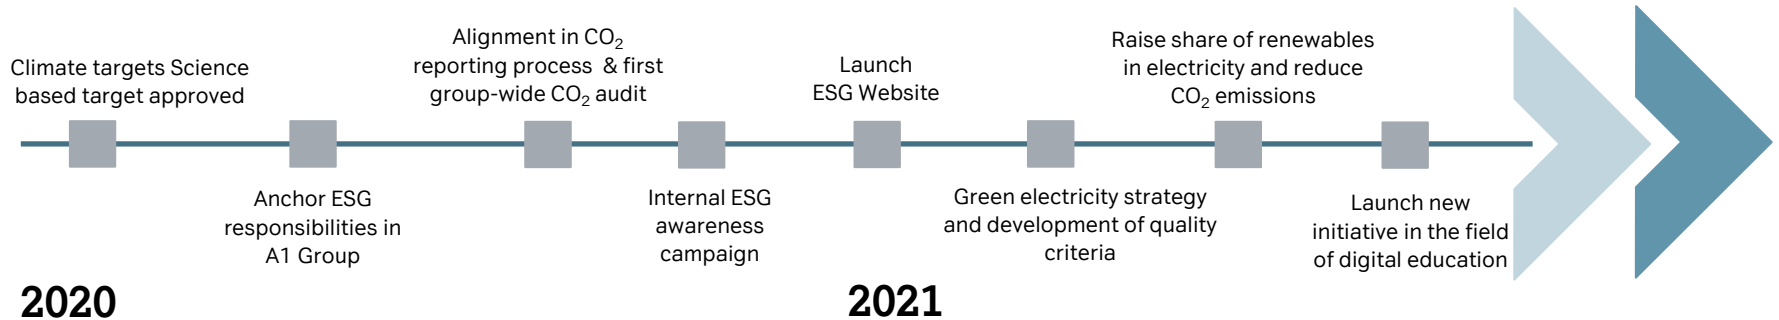 Climate targets Science
based target approved
Anchor ESG
responsibilities in
A1 Group
Alignment in CO₂
reporting process & first
group-wide CO₂ audit
Internal ESG
awareness
campaign
Launch
ESG Website
Green electricity strategy
and development of quality
criteria
Raise share of renewables
in electricity and reduce
CO₂ emissions
Launch new
initiative in the field
of digital education
2020
2021